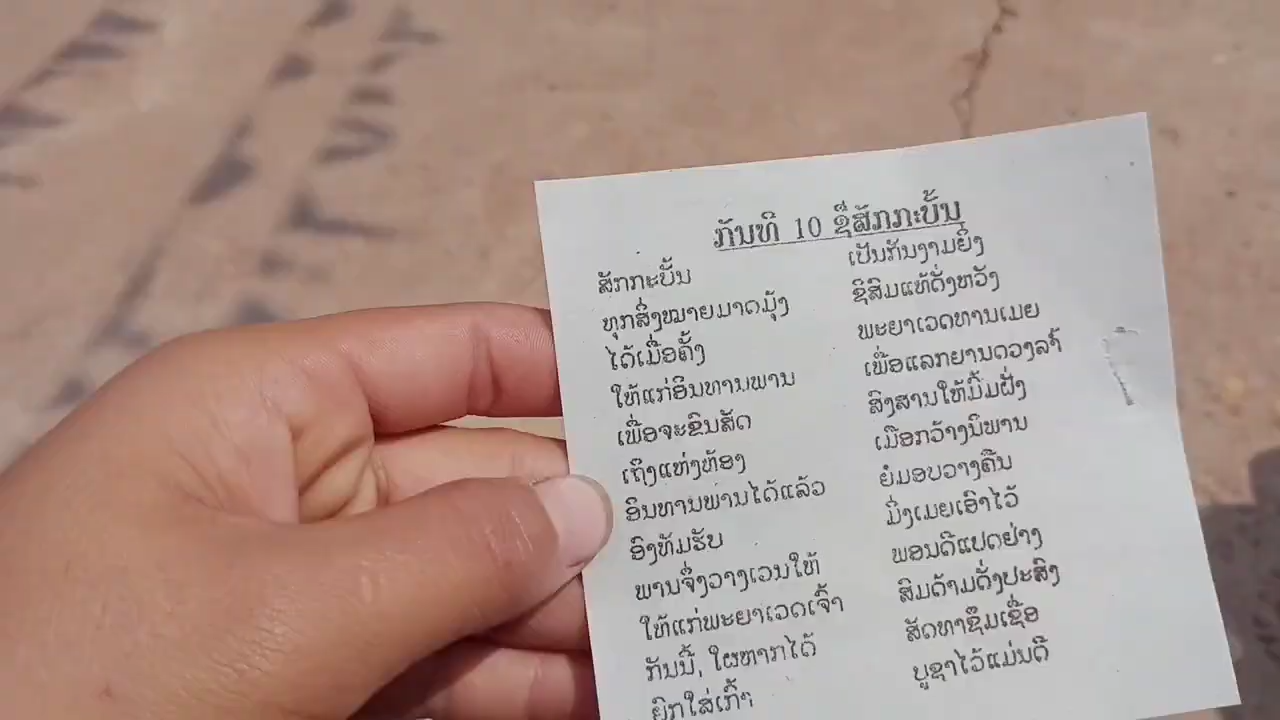 ກັນທີ 10 ຊື່ສັກກະບັ້ນ
ສັກກະບັ້ນ ເປັນກັນງາມຍິ່ງ
ທຸກສິ່ງໝາຍມາດມຸ້ງ ຊິສົມແທ້ດັ່ງຫວັງ
ໄດ້ເມື່ອຄັ້ງ ພະຍາເວດທານເມຍ
ໃຫ້ແກ່ອິນທານພານ ເພື່ອແລກຍານດວງລ້ຳ
ເພື່ອຈະຂົນສັດ ສົງສານໃຫ້ມົ້ມຝັ່ງ
ເຖິງແຫ່ງຫ້ອງ ເມືອກວ້າງນິພານ
ອິນທານພານໄດ້ແລ້ວ ຍໍມອບວາງຄືນ
ອົງທັມຮັບ ມິ່ງເມຍເອົາໄວ້
ພານຈຶ່ງວາງເວນໃຫ້ ພອນດີແປດຢ່າງ
ໃຫ້ແກ່ພະຍາເວດເຈົ້າ ສົມດ້າມດັ່ງປະສົງ
ກັນນີ້, ໃຜຫາກໄດ້ ສັດທາຊຶມເຊື່ອ
ຍົກໃສ່ເກົ້າ ບູຊາໄວ້ແມ່ນດີ